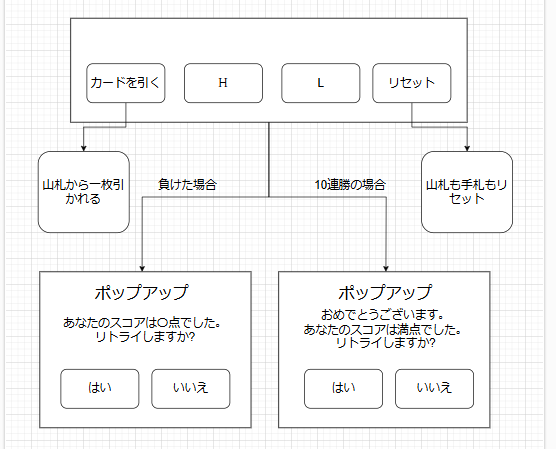 カードを引く
H
L
リセット
山札から一枚引
かれる
負けた場合
10連勝の場合
山札も手札もリ
セット
ポップアップ
あなたのスコアは〇点でした。
リトライしますか?
はい
いいえ
ポップアップ
おめでとうございます。
あなたのスコアは満点でした。
リトライしますか?
はい
いいえ